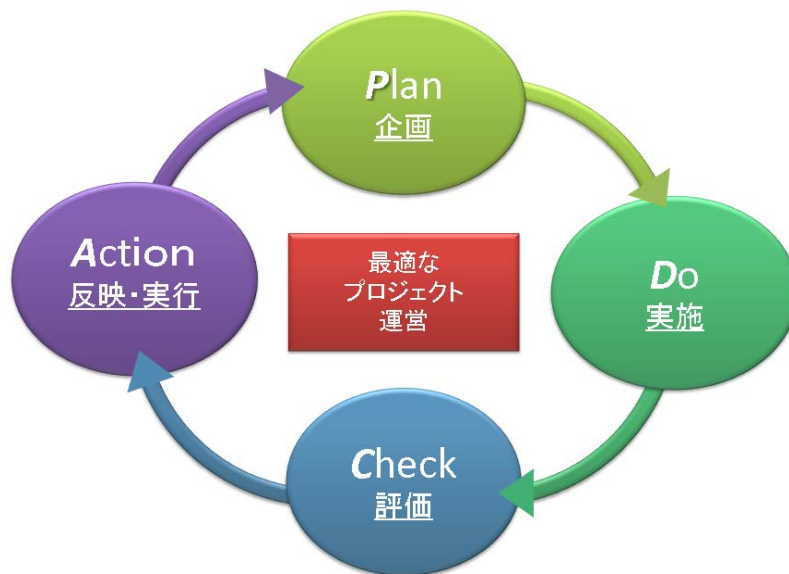 Plan
企画
Do
実施
Check
評価
Action
反映・実行
最適な
プロジェクト
運営